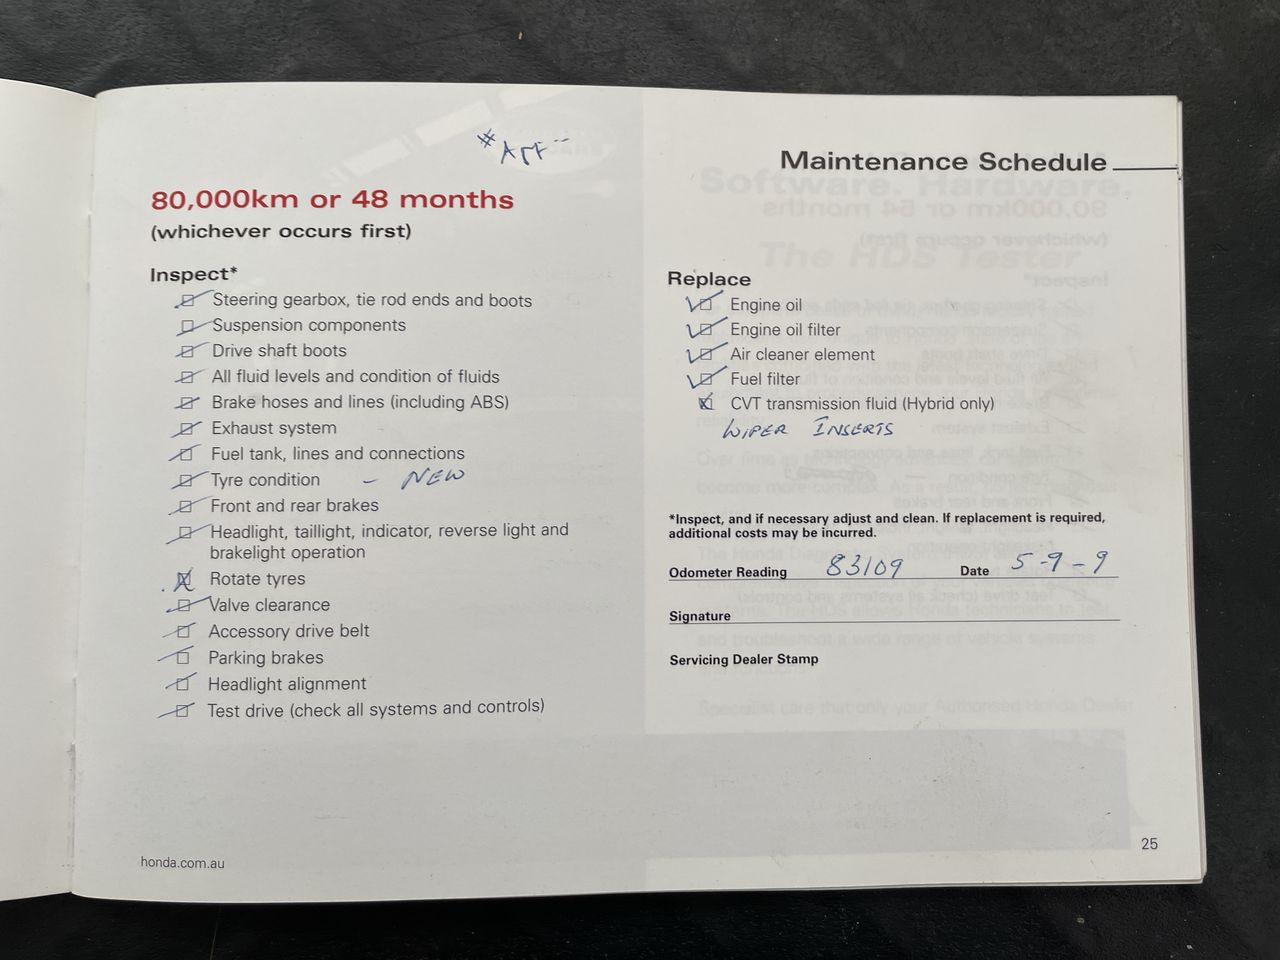 Maintenance Schedule
80,000km or 48 months
(whichever occurs first)
Inspect*
Steering gearbox, tie rod ends and boots
Suspension components
Drive shaft boots
All fluid levels and condition of fluids
Brake hoses and lines (including ABS)
Exhaust system
Fuel tank, lines and connections
Tyre condition - NEW
Front and rear brakes
Headlight, taillight, indicator, reverse light and
brakelight operation
Rotate tyres
Valve clearance
Accessory drive belt
Parking brakes
Headlight alignment
Test drive (check all systems and controls)
Replace
Engine oil
Engine oil filter
Air cleaner element
Fuel filter
CVT transmission fluid (Hybrid only)
WIPER INSERTS
*Inspect, and if necessary adjust and clean. If replacement is required,
additional costs may be incurred.
Odometer Reading 83109 Date 5-9-9
Signature
Servicing Dealer Stamp
honda.com.au
25